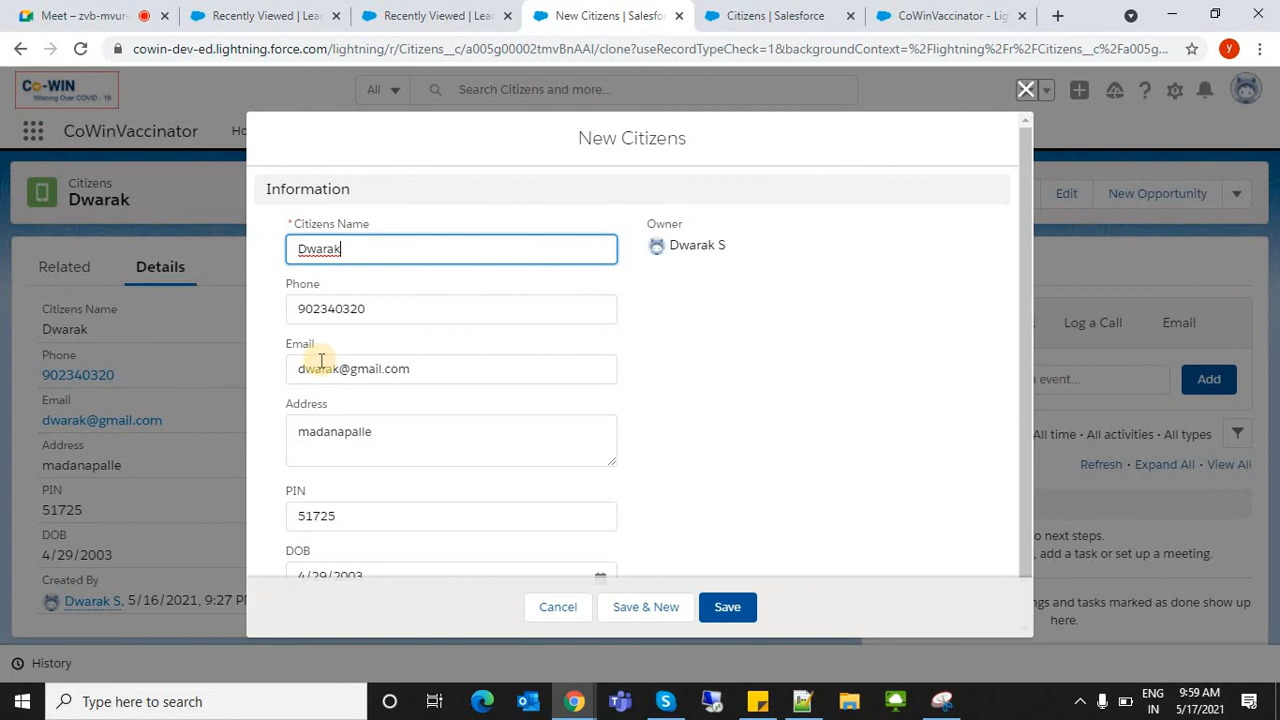 Meet – zvb-mvur-
Recently Viewed | Lea
Recently Viewed | Lea
New Citizens | Salesfo
Citizens | Salesforce
CoWinVaccinator - Lig
cowin-dev-ed.lightning.force.com/lightning/r/Citizens__c/a005g00002tmvBnAAI/clone?useRecordTypeCheck=1&backgroundContext=%2Flightning%2Fr%2FCitizens__c%2Fa005g...
y
Co-WIN
Winning Over COVID - 19
All
Search Citizens and more...
CoWinVaccinator
Ho
New Citizens
Citizens
Dwarak
Edit
New Opportunity
Information
* Citizens Name
Dwarak
Owner
Dwarak S
Phone
902340320
Email
dwarak@gmail.com
Address
madanapalle
PIN
51725
DOB
4/29/2003
Cancel
Save & New
Save
Related
Details
Citizens Name
Dwarak
Phone
902340320
Email
dwarak@gmail.com
Address
madanapalle
PIN
51725
DOB
4/29/2003
Created By
Dwarak S, 5/16/2021, 9:27 P
Log a Call
Email
event...
Add
All time • All activities • All types
Refresh • Expand All • View All
o next steps.
, add a task or set up a meeting.
ngs and tasks marked as done show up
here.
History
Type here to search
ENG
IN
9:59 AM
5/17/2021